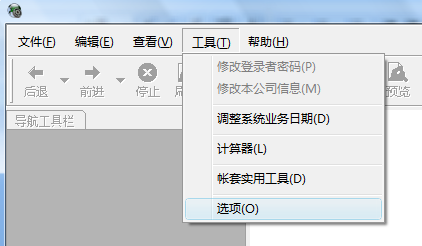 文件(F) 编辑(E) 查看(V) 工具(T) 帮助(H)
修改登录者密码(P)
修改本公司信息(M)
后退 前进 停止 预览
导航工具栏
调整系统业务日期(D)
计算器(L)
帐套实用工具(D)
选项(O)